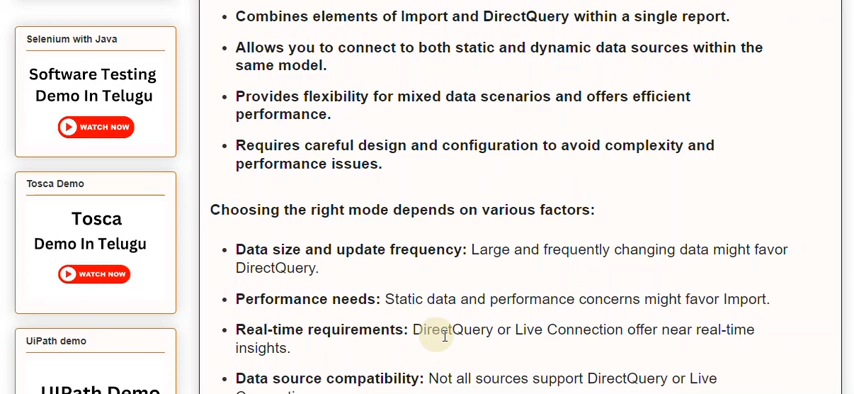 Selenium with Java
Software Testing
Demo In Telugu
WATCH NOW
Tosca Demo
Tosca
Demo In Telugu
WATCH NOW
UiPath demo
UIPath Demo
• Combines elements of Import and DirectQuery within a single report.
• Allows you to connect to both static and dynamic data sources within the
same model.
• Provides flexibility for mixed data scenarios and offers efficient
performance.
• Requires careful design and configuration to avoid complexity and
performance issues.
Choosing the right mode depends on various factors:
• Data size and update frequency: Large and frequently changing data might favor
DirectQuery.
• Performance needs: Static data and performance concerns might favor Import.
• Real-time requirements: DirectQuery or Live Connection offer near real-time
insights.
• Data source compatibility: Not all sources support DirectQuery or Live